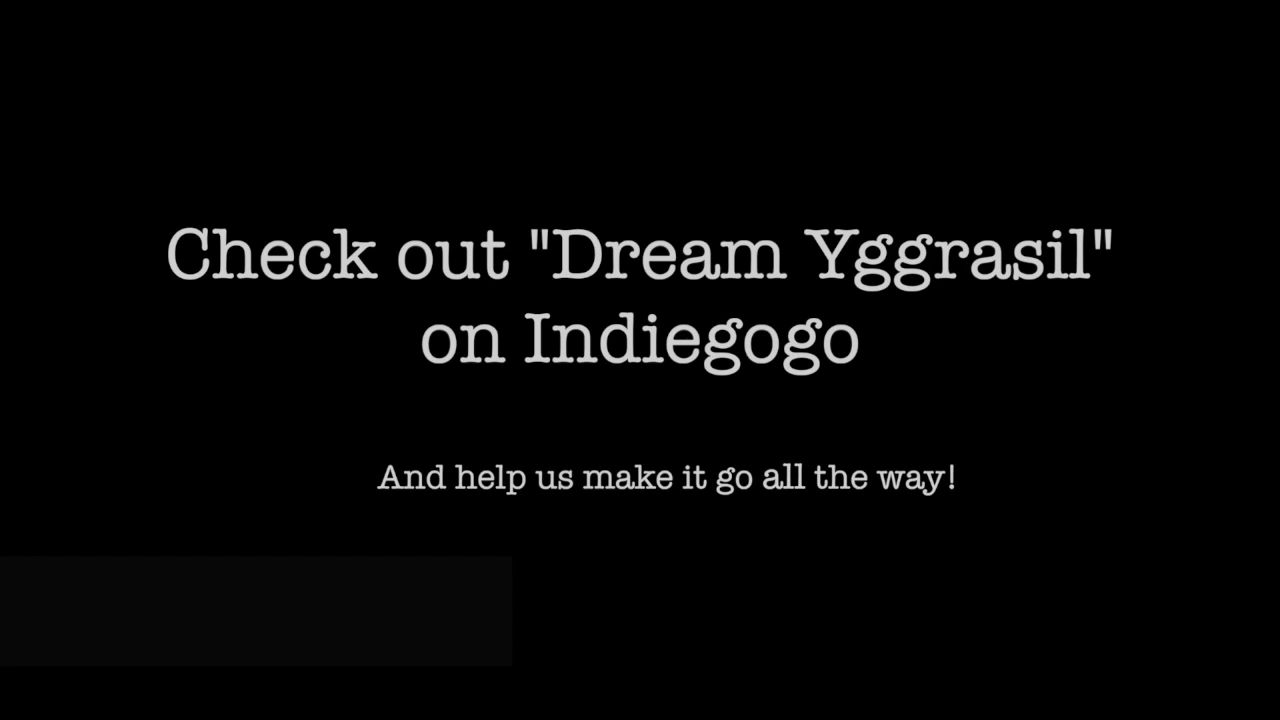 Check out "Dream Yggrasil"
on Indiegogo
And help us make it go all the way!